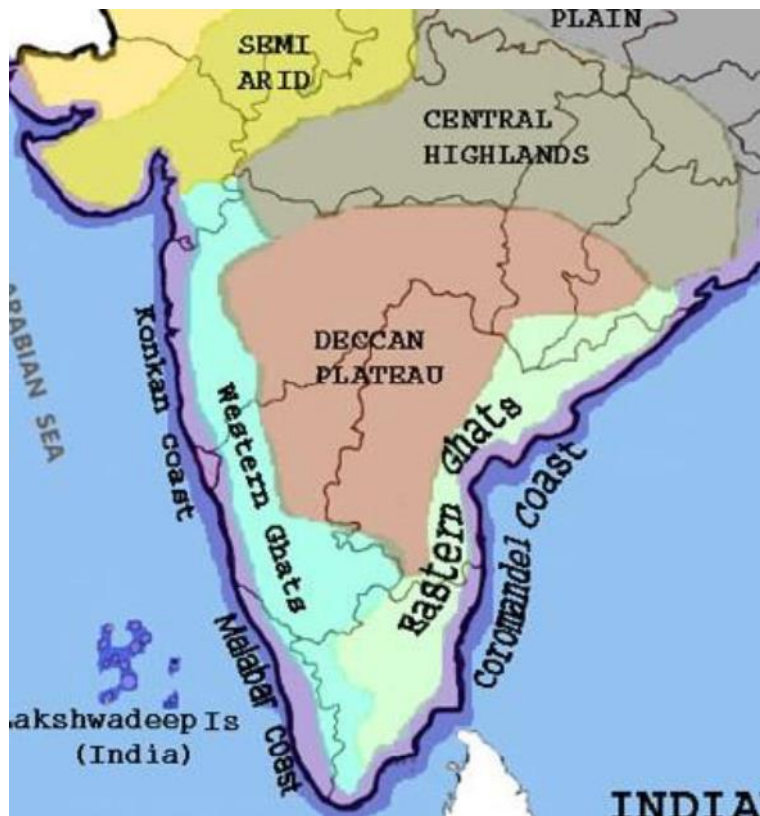 PLAIN
SEMI
ARID
CENTRAL
HIGHLANDS
ARABIAN SEA
Konkan coast
DECCAN
PLATEAU
Western Ghats
Eastern Ghats
Coromandel Coast
Malabar coast
akshwadeep Is
(India)
INDIA